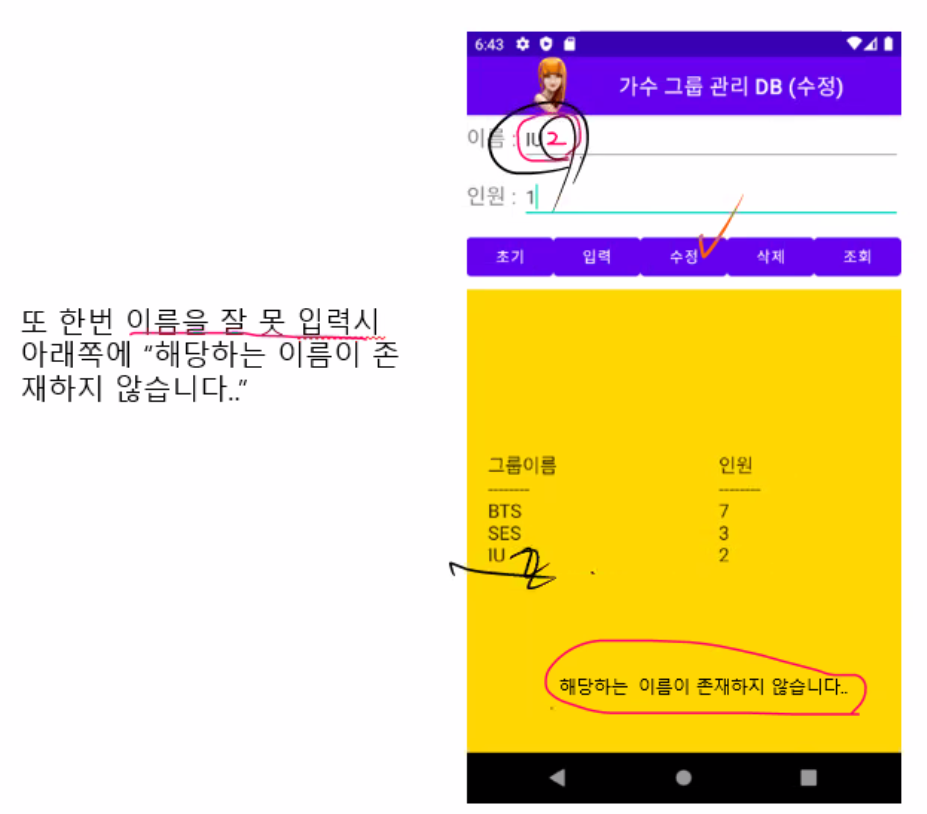 또 한번 이름을 잘 못 입력시
아래쪽에 “해당하는 이름이 존
재하지 않습니다..”
6:43
가수 그룹 관리 DB (수정)
이름 : IU2
인원 : 1
초기 입력 수정 삭제 조회
그룹이름 인원
-------- --------
BTS 7
SES 3
IU 2
해당하는 이름이 존재하지 않습니다..